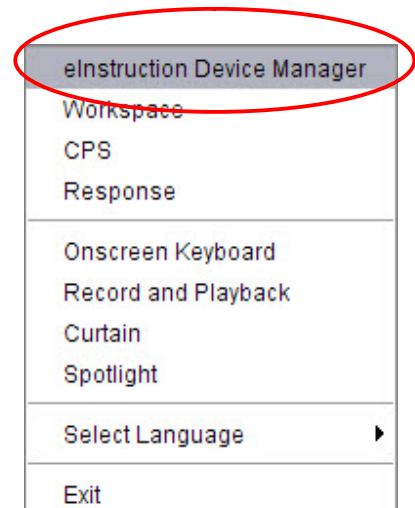 eInstruction Device Manager
Workspace
CPS
Response
Onscreen Keyboard
Record and Playback
Curtain
Spotlight
Select Language
Exit